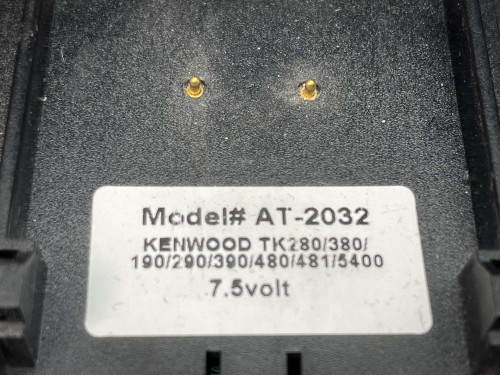 Model# AT-2032
KENWOOD TK280/380/
190/290/390/480/481/5400
7.5volt